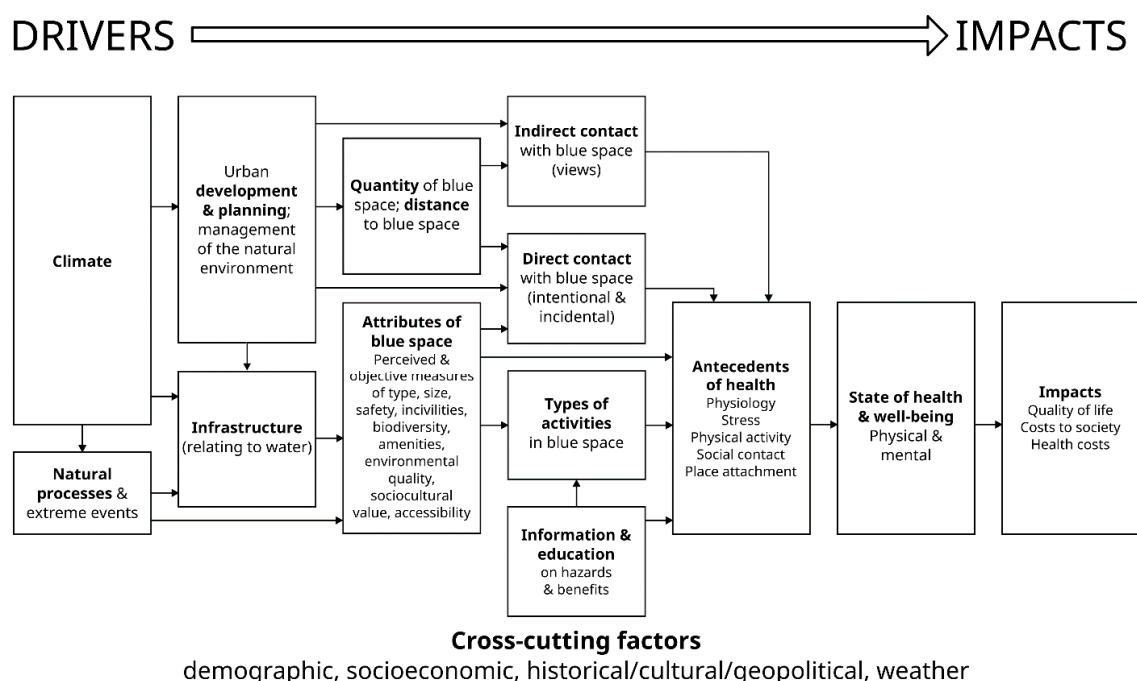 DRIVERS
IMPACTS
Climate
Natural
processes &
extreme events
Urban
development
& planning;
management
of the natural
environment
Infrastructure
(relating to water)
Quantity of blue
space; distance
to blue space
Attributes of
blue space
Perceived &
objective measures
of type, size,
safety, incivilities,
biodiversity,
amenities,
environmental
quality,
sociocultural
value, accessibility
Indirect contact
with blue space
(views)
Direct contact
with blue space
(intentional &
incidental)
Types of
activities
in blue space
Information &
education
on hazards
& benefits
Antecedents
of health
Physiology
Stress
Physical activity
Social contact
Place attachment
State of health
& well-being
Physical &
mental
Impacts
Quality of life
Costs to society
Health costs
Cross-cutting factors
demographic, socioeconomic, historical/cultural/geopolitical, weather